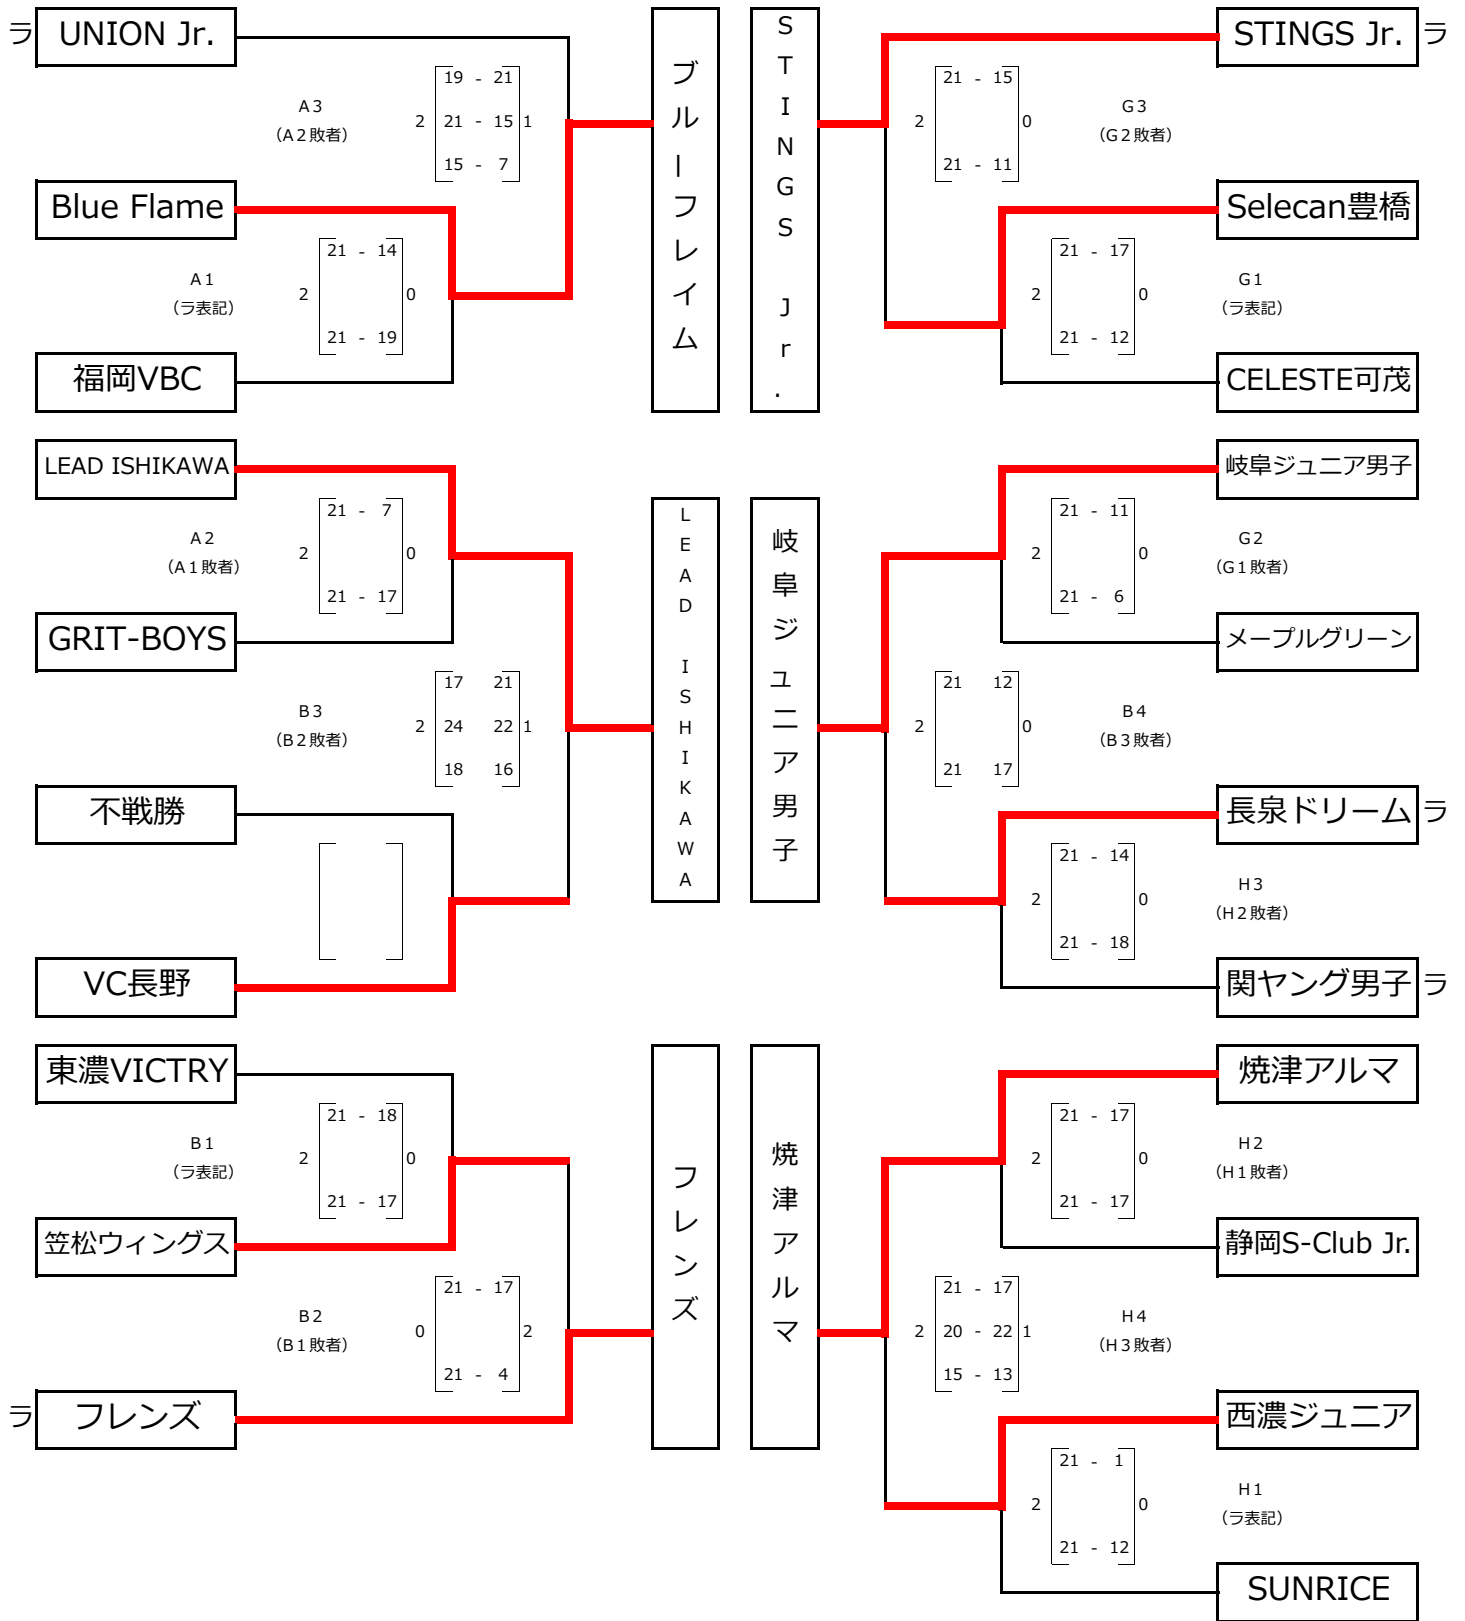 ラ UNION Jr.
19 - 21
A3
2 21 - 15 1
(A2敗者)
15 - 7
Blue Flame
21 - 14
A1
2 0
(ラ表記)
21 - 19
福岡VBC
ブルーフレイム
LEAD ISHIKAWA
21 - 7
A2
2 0
(A1敗者)
21 - 17
GRIT-BOYS
17 21
B3
2 24 22 1
(B2敗者)
18 16
不戦勝
VC長野
LEAD ISHIKAWA
東濃VICTRY
21 - 18
B1
2 0
(ラ表記)
21 - 17
笠松ウィングス
21 - 17
B2
0 2
(B1敗者)
21 - 4
ラ フレンズ
フレンズ
STINGS Jr.
STINGS Jr. ラ
21 - 15
G3
2 0
(G2敗者)
21 - 11
Selecan豊橋
21 - 17
G1
2 0
(ラ表記)
21 - 12
CELESTE可茂
岐阜ジュニア男子
岐阜ジュニア男子
21 - 11
G2
2 0
(G1敗者)
21 - 6
メープルグリーン
21 12
B4
2 0
(B3敗者)
21 17
長泉ドリーム ラ
21 - 14
H3
2 0
(H2敗者)
21 - 18
関ヤング男子 ラ
焼津アルマ
焼津アルマ
21 - 17
H2
2 0
(H1敗者)
21 - 17
静岡S-Club Jr.
21 - 17
H4
2 20 - 22 1
(H3敗者)
15 - 13
西濃ジュニア
21 - 1
H1
2 0
(ラ表記)
21 - 12
SUNRICE